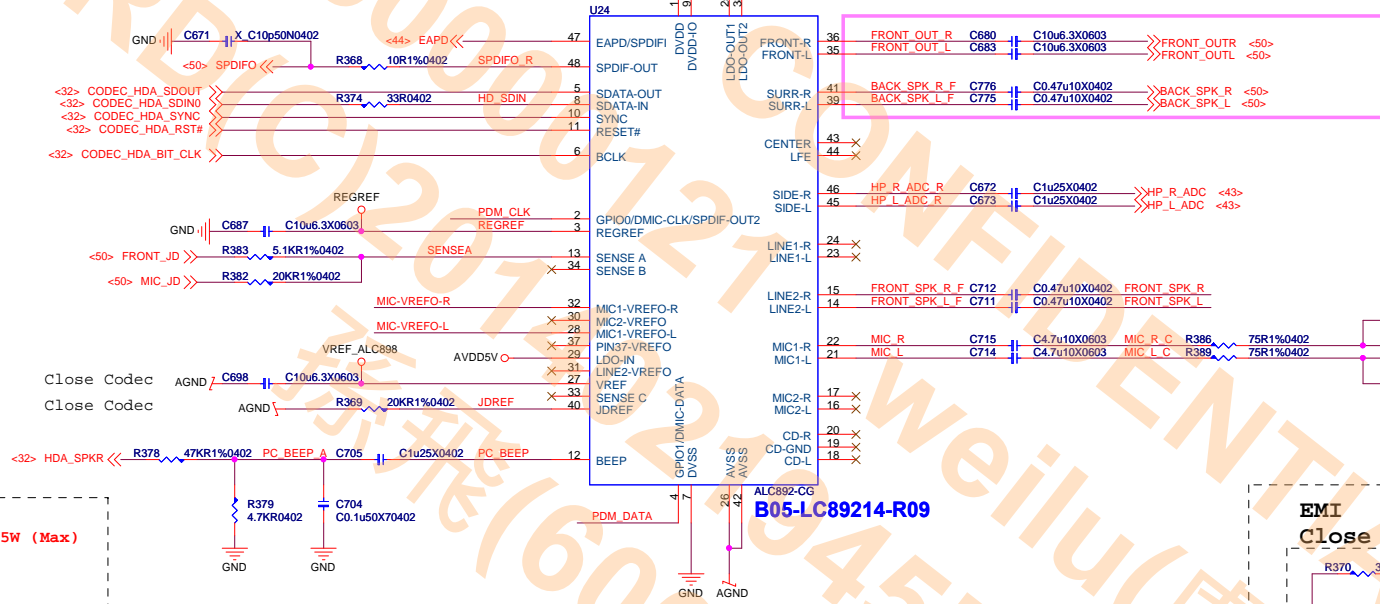 U24
GND C671 X_C10p50N0402 <44> EAPD 47 EAPD/SPDIFI
<50> SPDIFO R368 10R1%0402 SPDIFO_R 48 SPDIF-OUT
<32> CODEC_HDA_SDOUT 5 SDATA-OUT
<32> CODEC_HDA_SDIN0 R374 33R0402 HD_SDIN 8 SDATA-IN
<32> CODEC_HDA_SYNC 10 SYNC
<32> CODEC_HDA_RST# 11 RESET#
<32> CODEC_HDA_BIT_CLK 6 BCLK
REGREF
PDM_CLK 2 GPIO0/DMIC-CLK/SPDIF-OUT2
GND C687 C10u6.3X0603 REGREF 3 REGREF
<50> FRONT_JD R383 5.1KR1%0402 SENSEA 13 SENSE A
34 SENSE B
<50> MIC_JD R382 20KR1%0402
MIC-VREFO-R 32 MIC1-VREFO-R
30 MIC2-VREFO
MIC-VREFO-L 28 MIC1-VREFO-L
37 PIN37-VREFO
VREF_ALC898
AVDD5V 29 LDO-IN
31 LINE2-VREFO
Close Codec AGND C698 C10u6.3X0603 27 VREF
33 SENSE C
Close Codec AGND R369 20KR1%0402 JDREF 40 JDREF
<32> HDA_SPKR R378 47KR1%0402 PC_BEEP_A C705 C1u25X0402 PC_BEEP 12 BEEP
R379
4.7KR0402
C704
C0.1u50X70402
GND
GND
5W (Max)
1 DVDD
9 DVDD-IO
LDO-OUT1
LDO-OUT2
FRONT-R 36 FRONT_OUT_R C680 C10u6.3X0603 FRONT_OUTR <50>
FRONT-L 35 FRONT_OUT_L C683 C10u6.3X0603 FRONT_OUTL <50>
SURR-R 41 BACK_SPK_R_F C776 C0.47u10X0402 BACK_SPK_R <50>
SURR-L 39 BACK_SPK_L_F C775 C0.47u10X0402 BACK_SPK_L <50>
CENTER 43
LFE 44
SIDE-R 46 HP_R_ADC_R C672 C1u25X0402 HP_R_ADC <43>
SIDE-L 45 HP_L_ADC_R C673 C1u25X0402 HP_L_ADC <43>
LINE1-R 24
LINE1-L 23
LINE2-R 15 FRONT_SPK_R_F C712 C0.47u10X0402 FRONT_SPK_R
LINE2-L 14 FRONT_SPK_L_F C711 C0.47u10X0402 FRONT_SPK_L
MIC1-R 22 MIC_R C715 C4.7u10X0603 MIC_R_C R386 75R1%0402
MIC1-L 21 MIC_L C714 C4.7u10X0603 MIC_L_C R389 75R1%0402
MIC2-R 17
MIC2-L 16
CD-R 20
CD-GND 19
CD-L 18
GPIO1/DMIC-DATA 4
DVSS 7
AVSS 26
AVSS 42
PDM_DATA
GND
AGND
ALC892-CG
B05-LC89214-R09
EMI
Close
R370
CONFIDENTIA
weilu(